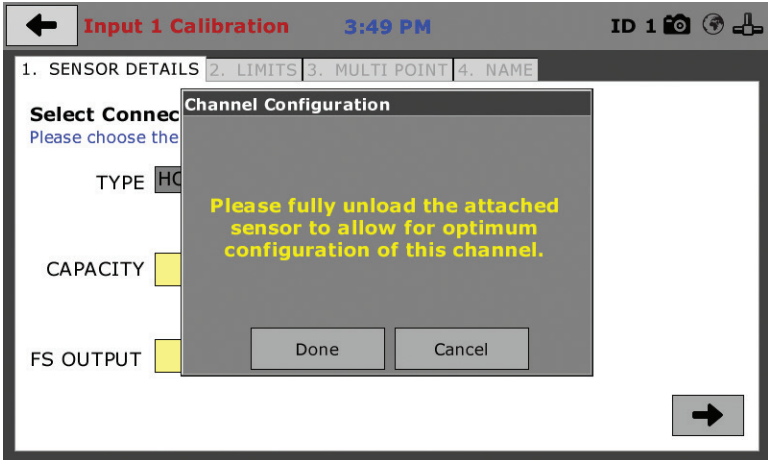 Input 1 Calibration 3:49 PM ID 1
1. SENSOR DETAILS 2. LIMITS 3. MULTI POINT 4. NAME
Channel Configuration
Select Connec
Please choose the
TYPE HO
Please fully unload the attached
sensor to allow for optimum
configuration of this channel.
CAPACITY
Done Cancel
FS OUTPUT